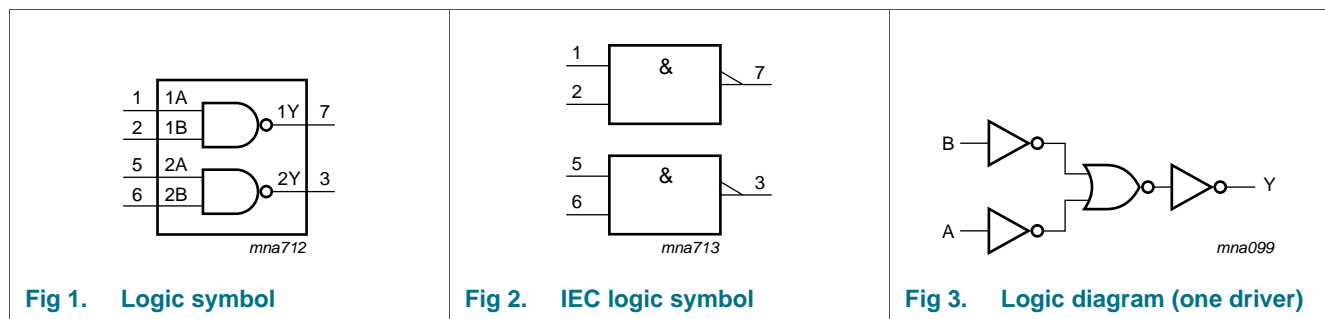 1 1A 1Y 7
2 1B
5 2A 2Y 3
6 2B
mna712
Fig 1. Logic symbol
1 & 7
2
5 & 3
6
mna713
Fig 2. IEC logic symbol
B
Y
A
mna099
Fig 3. Logic diagram (one driver)